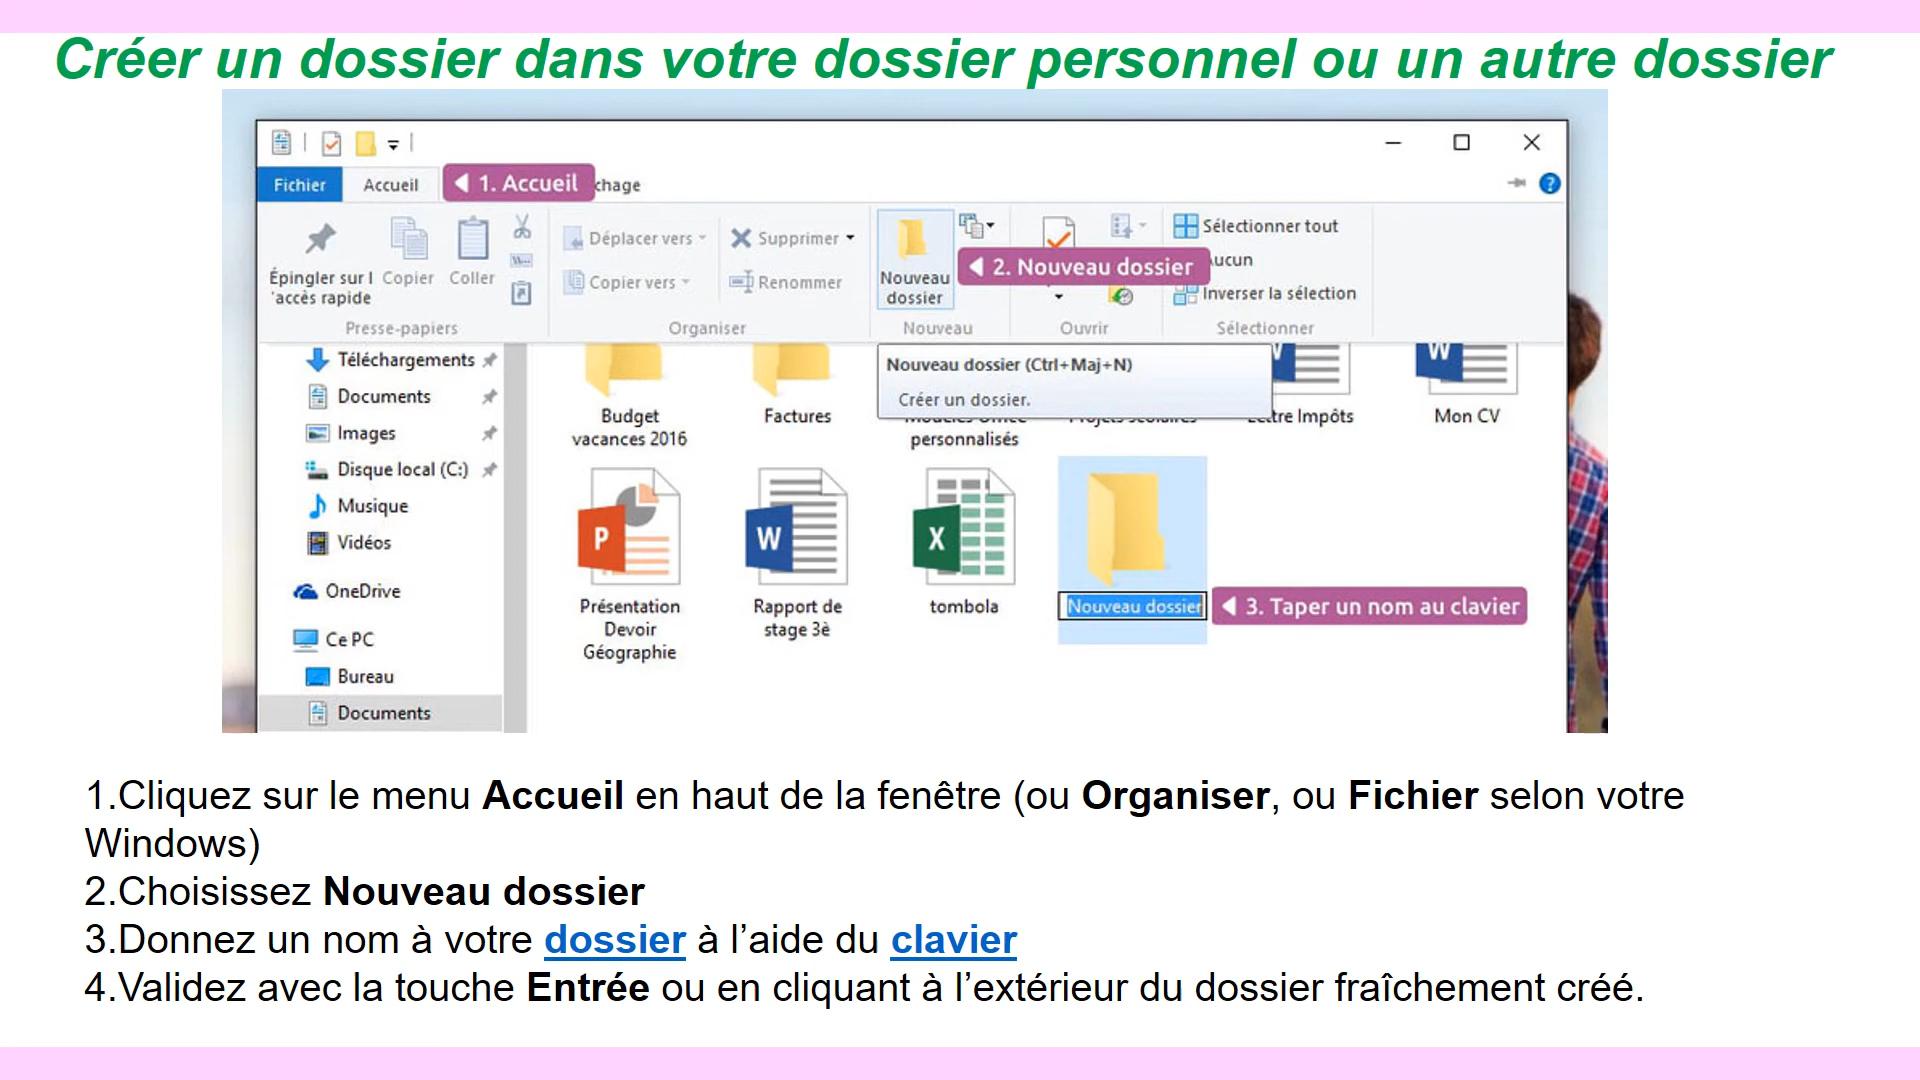 Créer un dossier dans votre dossier personnel ou un autre dossier
Fichier
Accueil
1. Accueil
chage
Épingler sur l
'accès rapide
Copier
Coller
Déplacer vers
Copier vers
Supprimer
Renommer
Nouveau
dossier
2. Nouveau dossier
Sélectionner tout
Aucun
Inverser la sélection
Presse-papiers
Organiser
Nouveau
Ouvrir
Sélectionner
Nouveau dossier (Ctrl+Maj+N)
Créer un dossier.
Téléchargements
Documents
Images
Disque local (C:)
Musique
Vidéos
OneDrive
Ce PC
Bureau
Documents
Budget
vacances 2016
Factures
Modèles Office
personnalisés
Projets scolaires
Lettre Impôts
Mon CV
Présentation
Devoir
Géographie
Rapport de
stage 3è
tombola
Nouveau dossier
3. Taper un nom au clavier
1.Cliquez sur le menu Accueil en haut de la fenêtre (ou Organiser, ou Fichier selon votre
Windows)
2.Choisissez Nouveau dossier
3.Donnez un nom à votre dossier à l’aide du clavier
4.Validez avec la touche Entrée ou en cliquant à l’extérieur du dossier fraîchement créé.